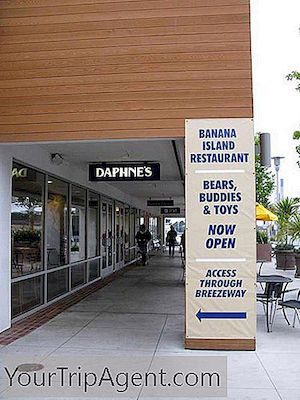 DAPHNE'S
BANANA
ISLAND
RESTAURANT
BEARS,
BUDDIES
& TOYS
NOW
OPEN
ACCESS
THROUGH
BREEZEWAY
YourTripAgent.com